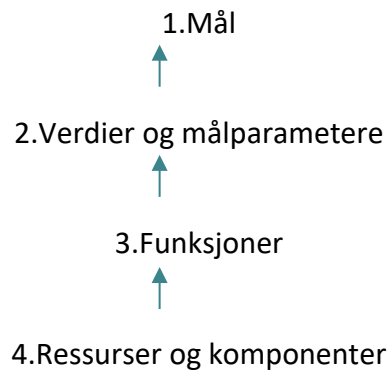 1.Mål
2.Verdier og målparametere
3.Funksjoner
4.Ressurser og komponenter